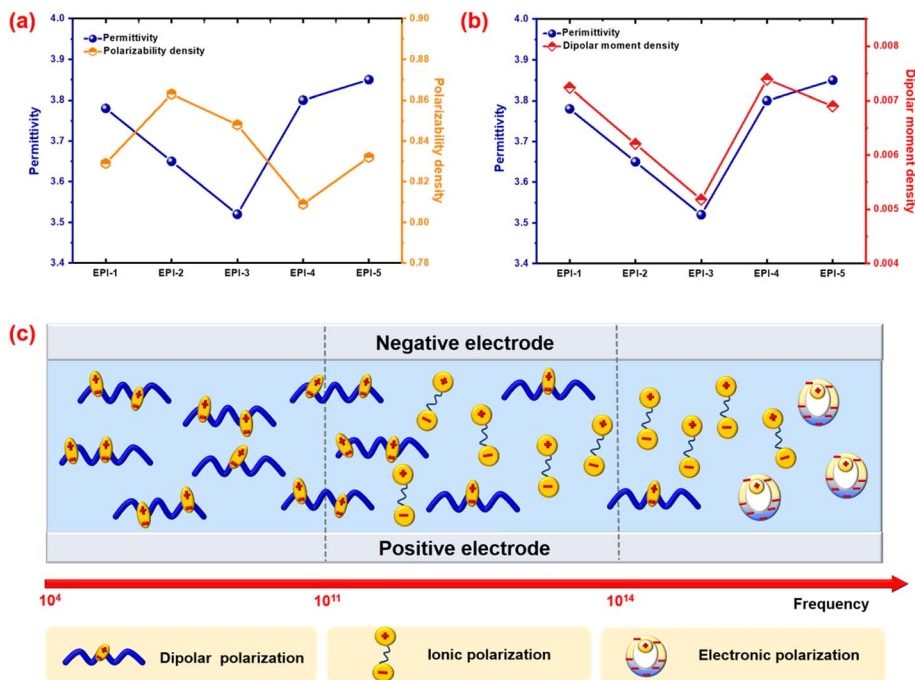 (a)
4.0
3.9
3.8
3.7
3.6
3.5
3.4
Permittivity
Permittivity
Polarizability density
0.90
0.88
0.86
0.84
0.82
0.80
0.78
Polarizability density
EPI-1 EPI-2 EPI-3 EPI-4 EPI-5
(b)
4.0
3.9
3.8
3.7
3.6
3.5
3.4
Permittivity
Perimittivity
Dipolar moment density
0.008
0.007
0.006
0.005
0.004
Dipolar moment density
EPI-1 EPI-2 EPI-3 EPI-4 EPI-5
(c)
Negative electrode
Positive electrode
10⁴ 10¹¹ 10¹⁴ Frequency
Dipolar polarization
Ionic polarization
Electronic polarization